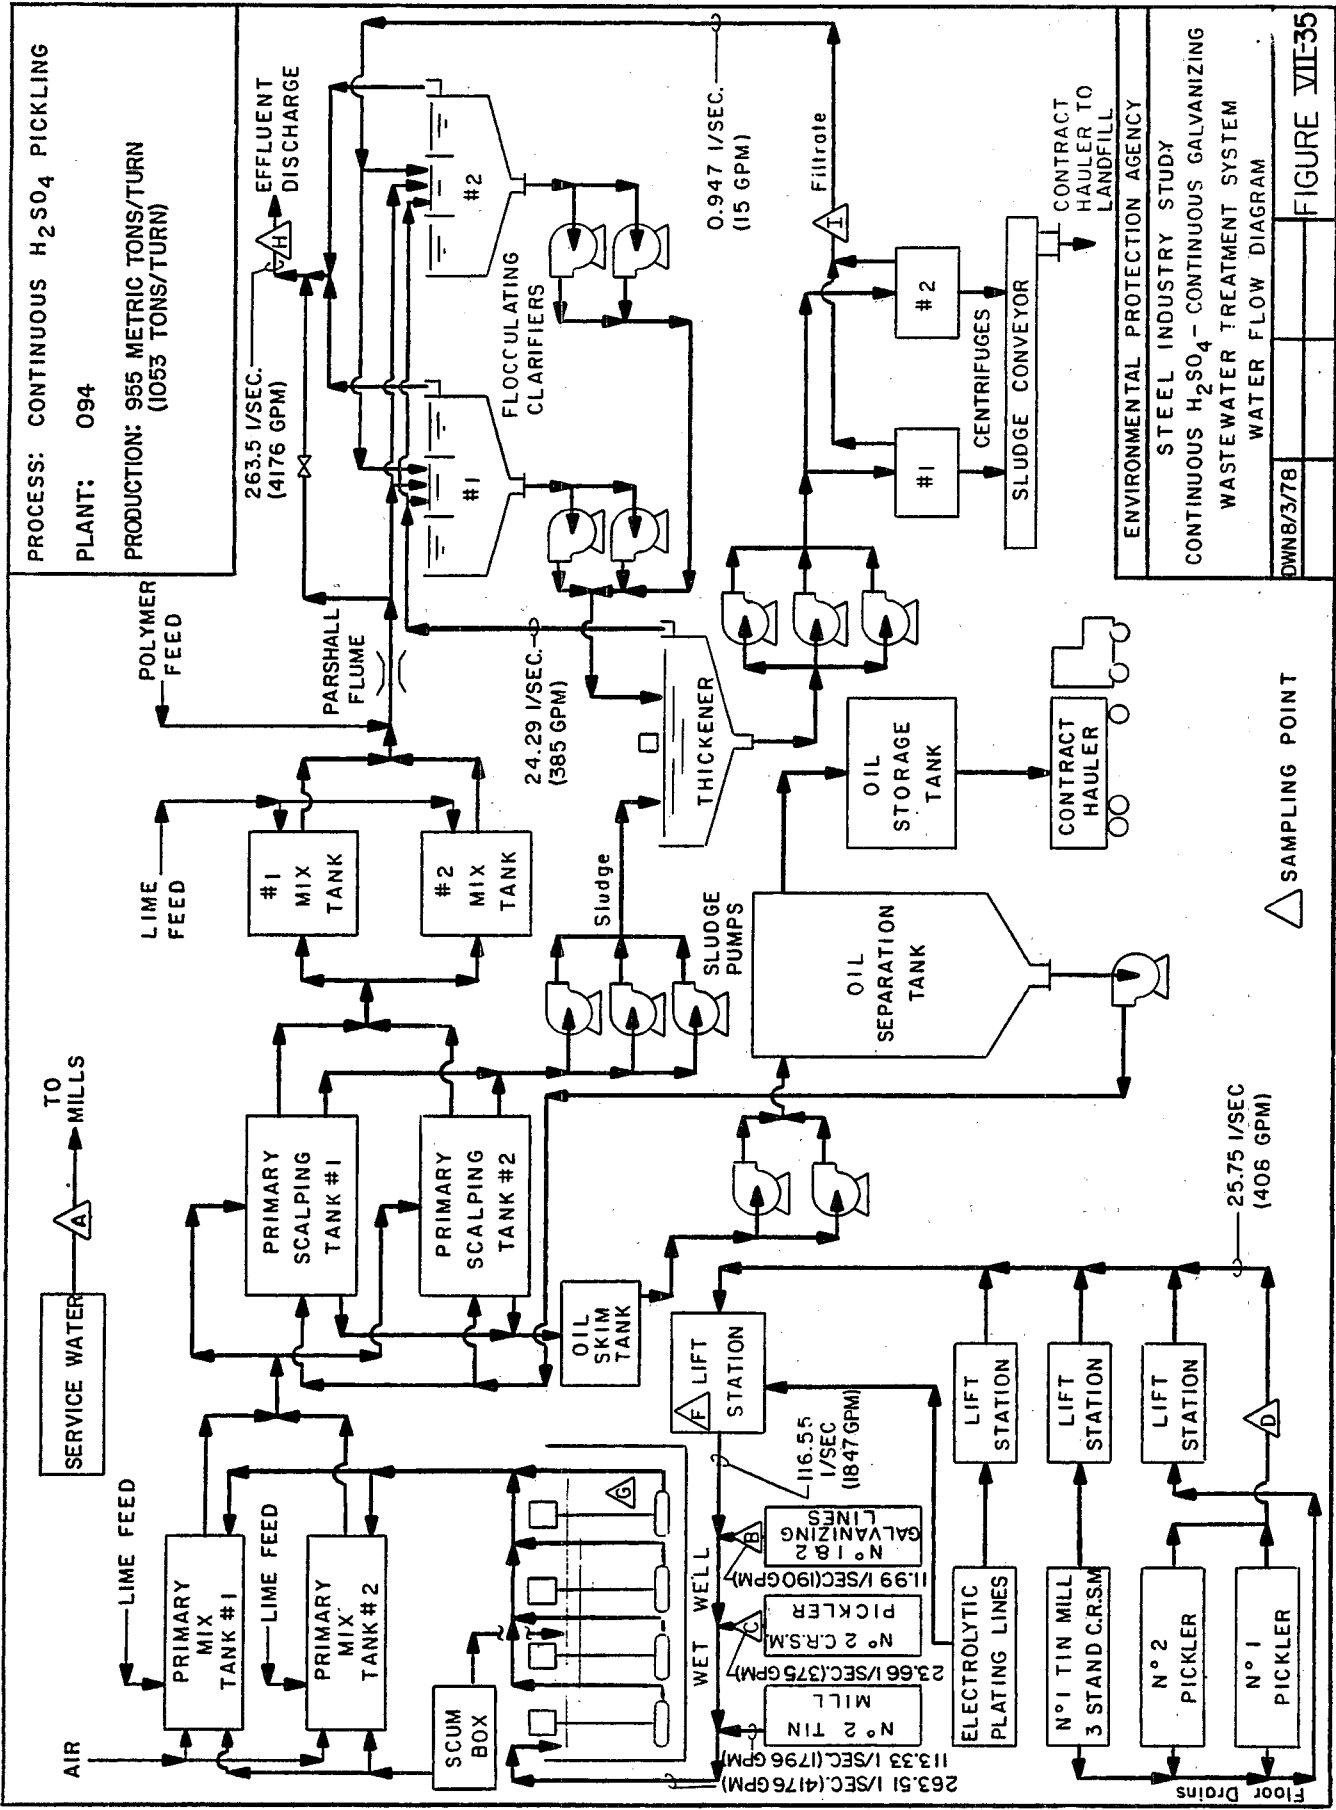 PROCESS: CONTINUOUS H2SO4 PICKLING
PLANT: 094
PRODUCTION: 955 METRIC TONS/TURN
(1053 TONS/TURN)
SERVICE WATER
A
TO
MILLS
AIR
LIME FEED
PRIMARY
MIX
TANK #1
LIME FEED
PRIMARY
MIX
TANK #2
SCUM
BOX
PRIMARY
SCALPING
TANK #1
PRIMARY
SCALPING
TANK #2
OIL
SKIM
TANK
LIME
FEED
#1
MIX
TANK
#2
MIX
TANK
POLYMER
FEED
PARSHALL
FLUME
263.5 l/SEC.
(4176 GPM)
H
EFFLUENT
DISCHARGE
#1
#2
FLOCCULATING
CLARIFIERS
24.29 l/SEC.
(385 GPM)
0.947 l/SEC.
(15 GPM)
Sludge
SLUDGE
PUMPS
THICKENER
OIL
SEPARATION
TANK
OIL
STORAGE
TANK
CONTRACT
HAULER
Filtrate
I
#1
#2
CENTRIFUGES
SLUDGE CONVEYOR
CONTRACT
HAULER TO
LANDFILL
G
WET WELL
F LIFT
STATION
116.55
l/SEC
(1847 GPM)
B
Nº 1 & 2
GALVANIZING
LINES
11.99 l/SEC.(190 GPM)
C
Nº 2 C.R.S.M.
PICKLER
23.66 l/SEC.(375 GPM)
Nº 2 TIN
MILL
113.33 l/SEC.(1796 GPM)
263.51 l/SEC.(4176 GPM)
ELECTROLYTIC
PLATING LINES
LIFT
STATION
Nº 1 TIN MILL
3 STAND C.R.S.M
LIFT
STATION
Nº 2
PICKLER
LIFT
STATION
Nº 1
PICKLER
D
25.75 l/SEC
(408 GPM)
Floor Drains
SAMPLING POINT
ENVIRONMENTAL PROTECTION AGENCY
STEEL INDUSTRY STUDY
CONTINUOUS H2SO4 - CONTINUOUS GALVANIZING
WASTEWATER TREATMENT SYSTEM
WATER FLOW DIAGRAM
DWN8/3/78
FIGURE VII-35